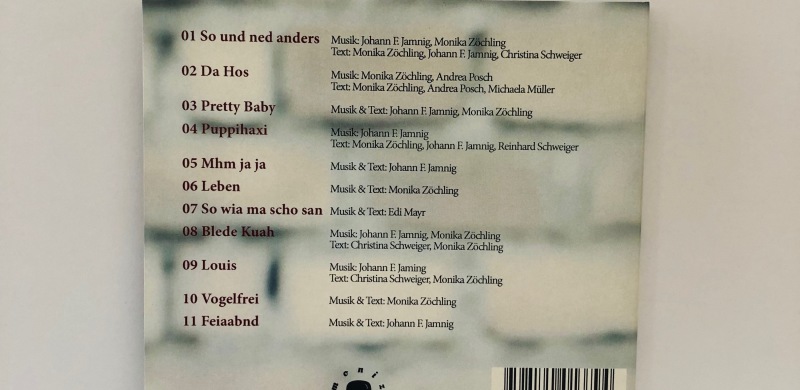 01 So und ned anders Musik: Johann F. Jamnig, Monika Zöchling
Text: Monika Zöchling, Johann F. Jamnig, Christina Schweiger
02 Da Hos Musik: Monika Zöchling, Andrea Posch
Text: Monika Zöchling, Andrea Posch, Michaela Müller
03 Pretty Baby Musik & Text: Johann F. Jamnig, Monika Zöchling
04 Puppihaxi Musik: Johann F. Jamnig
Text: Monika Zöchling, Johann F. Jamnig, Reinhard Schweiger
05 Mhm ja ja Musik & Text: Johann F. Jamnig
06 Leben Musik & Text: Monika Zöchling
07 So wia ma scho san Musik & Text: Edi Mayr
08 Blede Kuah Musik: Johann F. Jamnig, Monika Zöchling
Text: Christina Schweiger, Monika Zöchling
09 Louis Musik: Johann F. Jaming
Text: Christina Schweiger, Monika Zöchling
10 Vogelfrei Musik & Text: Monika Zöchling
11 Feiaabnd Musik & Text: Johann F. Jamnig